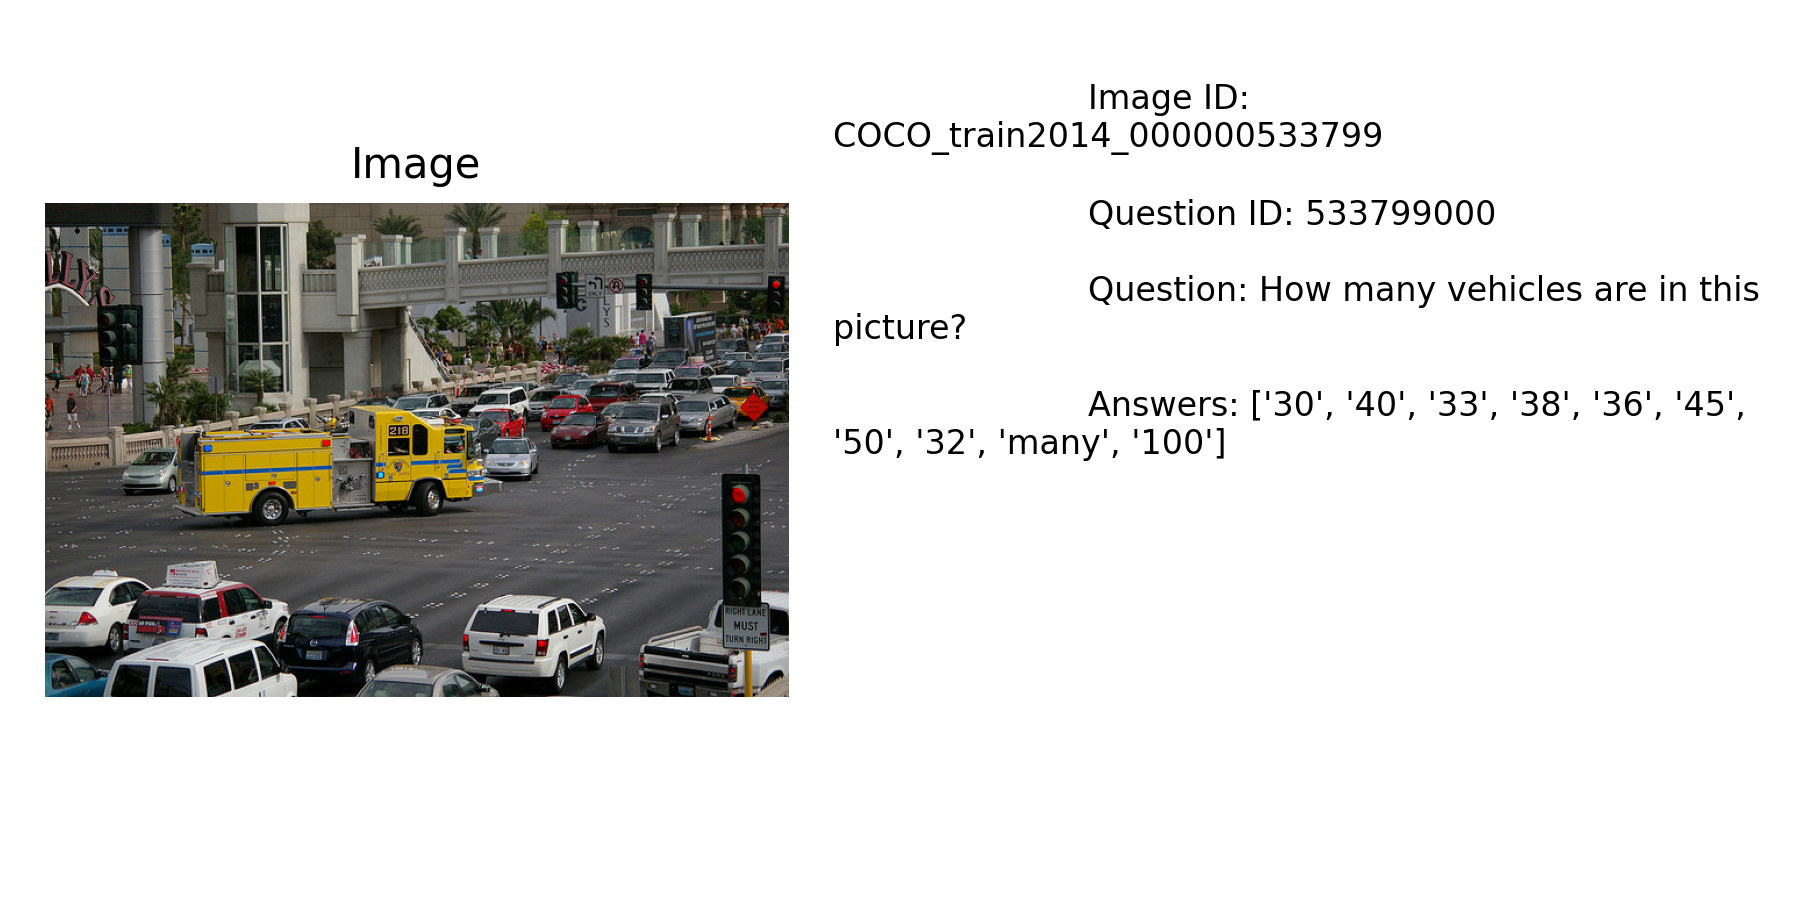 Image
Image ID:
COCO_train2014_000000533799
Question ID: 533799000
Question: How many vehicles are in this
picture?
Answers: ['30', '40', '33', '38', '36', '45',
'50', '32', 'many', '100']
ONLY
LYS
218
RIGHT LANE
MUST
TURN RIGHT